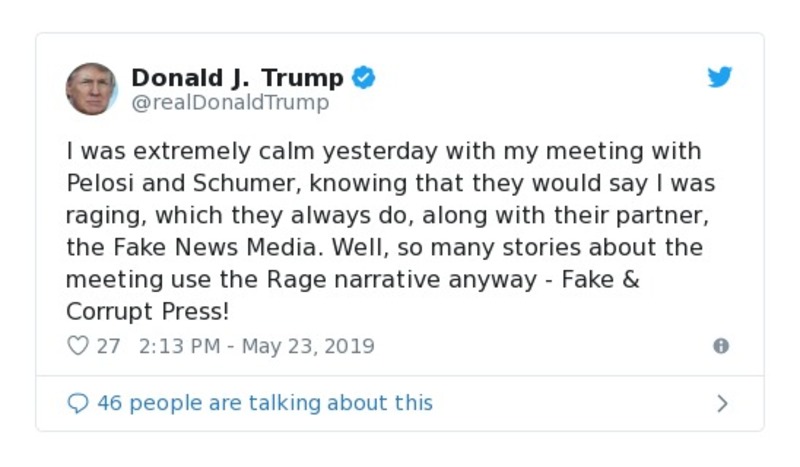 Donald J. Trump
@realDonaldTrump
I was extremely calm yesterday with my meeting with
Pelosi and Schumer, knowing that they would say I was
raging, which they always do, along with their partner,
the Fake News Media. Well, so many stories about the
meeting use the Rage narrative anyway - Fake &
Corrupt Press!
27 2:13 PM - May 23, 2019
46 people are talking about this